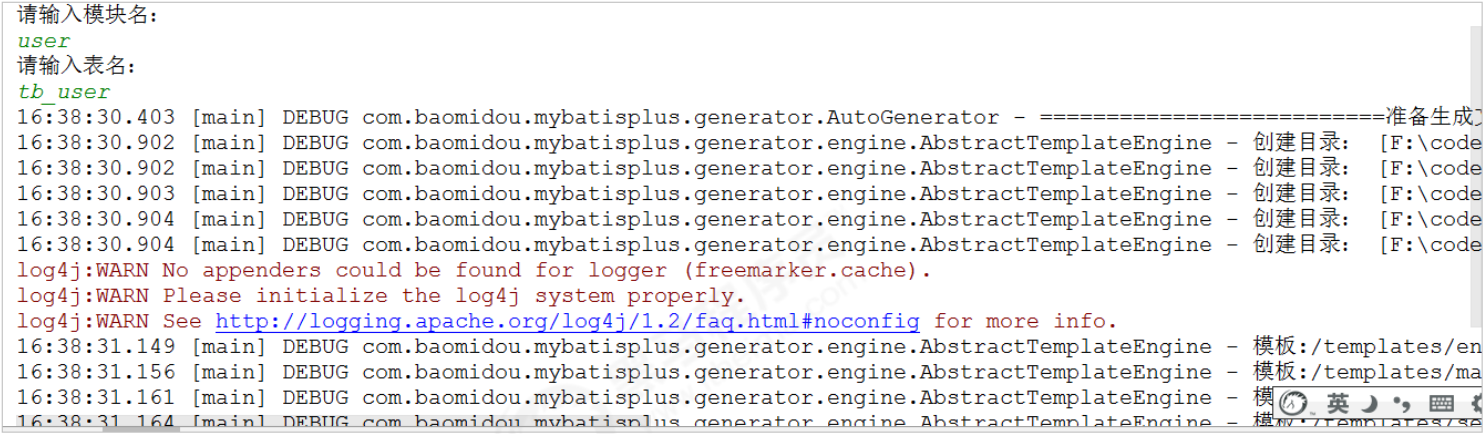 请输入模块名：
user
请输入表名：
tb_user
16:38:30.403 [main] DEBUG com.baomidou.mybatisplus.generator.AutoGenerator - ==========================准备生成
16:38:30.902 [main] DEBUG com.baomidou.mybatisplus.generator.engine.AbstractTemplateEngine - 创建目录： [F:\code
16:38:30.902 [main] DEBUG com.baomidou.mybatisplus.generator.engine.AbstractTemplateEngine - 创建目录： [F:\code
16:38:30.903 [main] DEBUG com.baomidou.mybatisplus.generator.engine.AbstractTemplateEngine - 创建目录： [F:\code
16:38:30.904 [main] DEBUG com.baomidou.mybatisplus.generator.engine.AbstractTemplateEngine - 创建目录： [F:\code
16:38:30.904 [main] DEBUG com.baomidou.mybatisplus.generator.engine.AbstractTemplateEngine - 创建目录： [F:\code
log4j:WARN No appenders could be found for logger (freemarker.cache).
log4j:WARN Please initialize the log4j system properly.
log4j:WARN See http://logging.apache.org/log4j/1.2/faq.html#noconfig for more info.
16:38:31.149 [main] DEBUG com.baomidou.mybatisplus.generator.engine.AbstractTemplateEngine - 模板:/templates/en
16:38:31.156 [main] DEBUG com.baomidou.mybatisplus.generator.engine.AbstractTemplateEngine - 模板:/templates/ma
16:38:31.161 [main] DEBUG com.baomidou.mybatisplus.generator.engine.AbstractTemplateEngine - 模
英
16:38:31.164 [main] DEBUG com.baomidou.mybatisplus.generator.engine.AbstractTemplateEngine - 模板:/templates/se